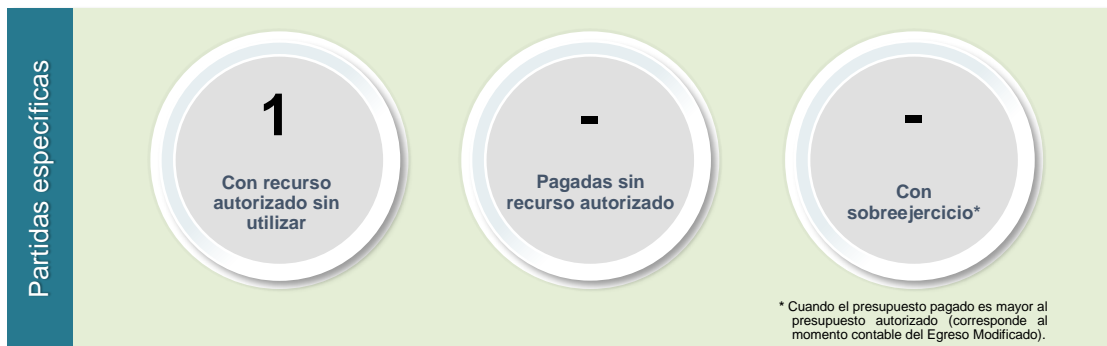 Partidas específicas
1
Con recurso
autorizado sin
utilizar
-
Pagadas sin
recurso autorizado
-
Con
sobreejercicio*
* Cuando el presupuesto pagado es mayor al
presupuesto autorizado (corresponde al
momento contable del Egreso Modificado).